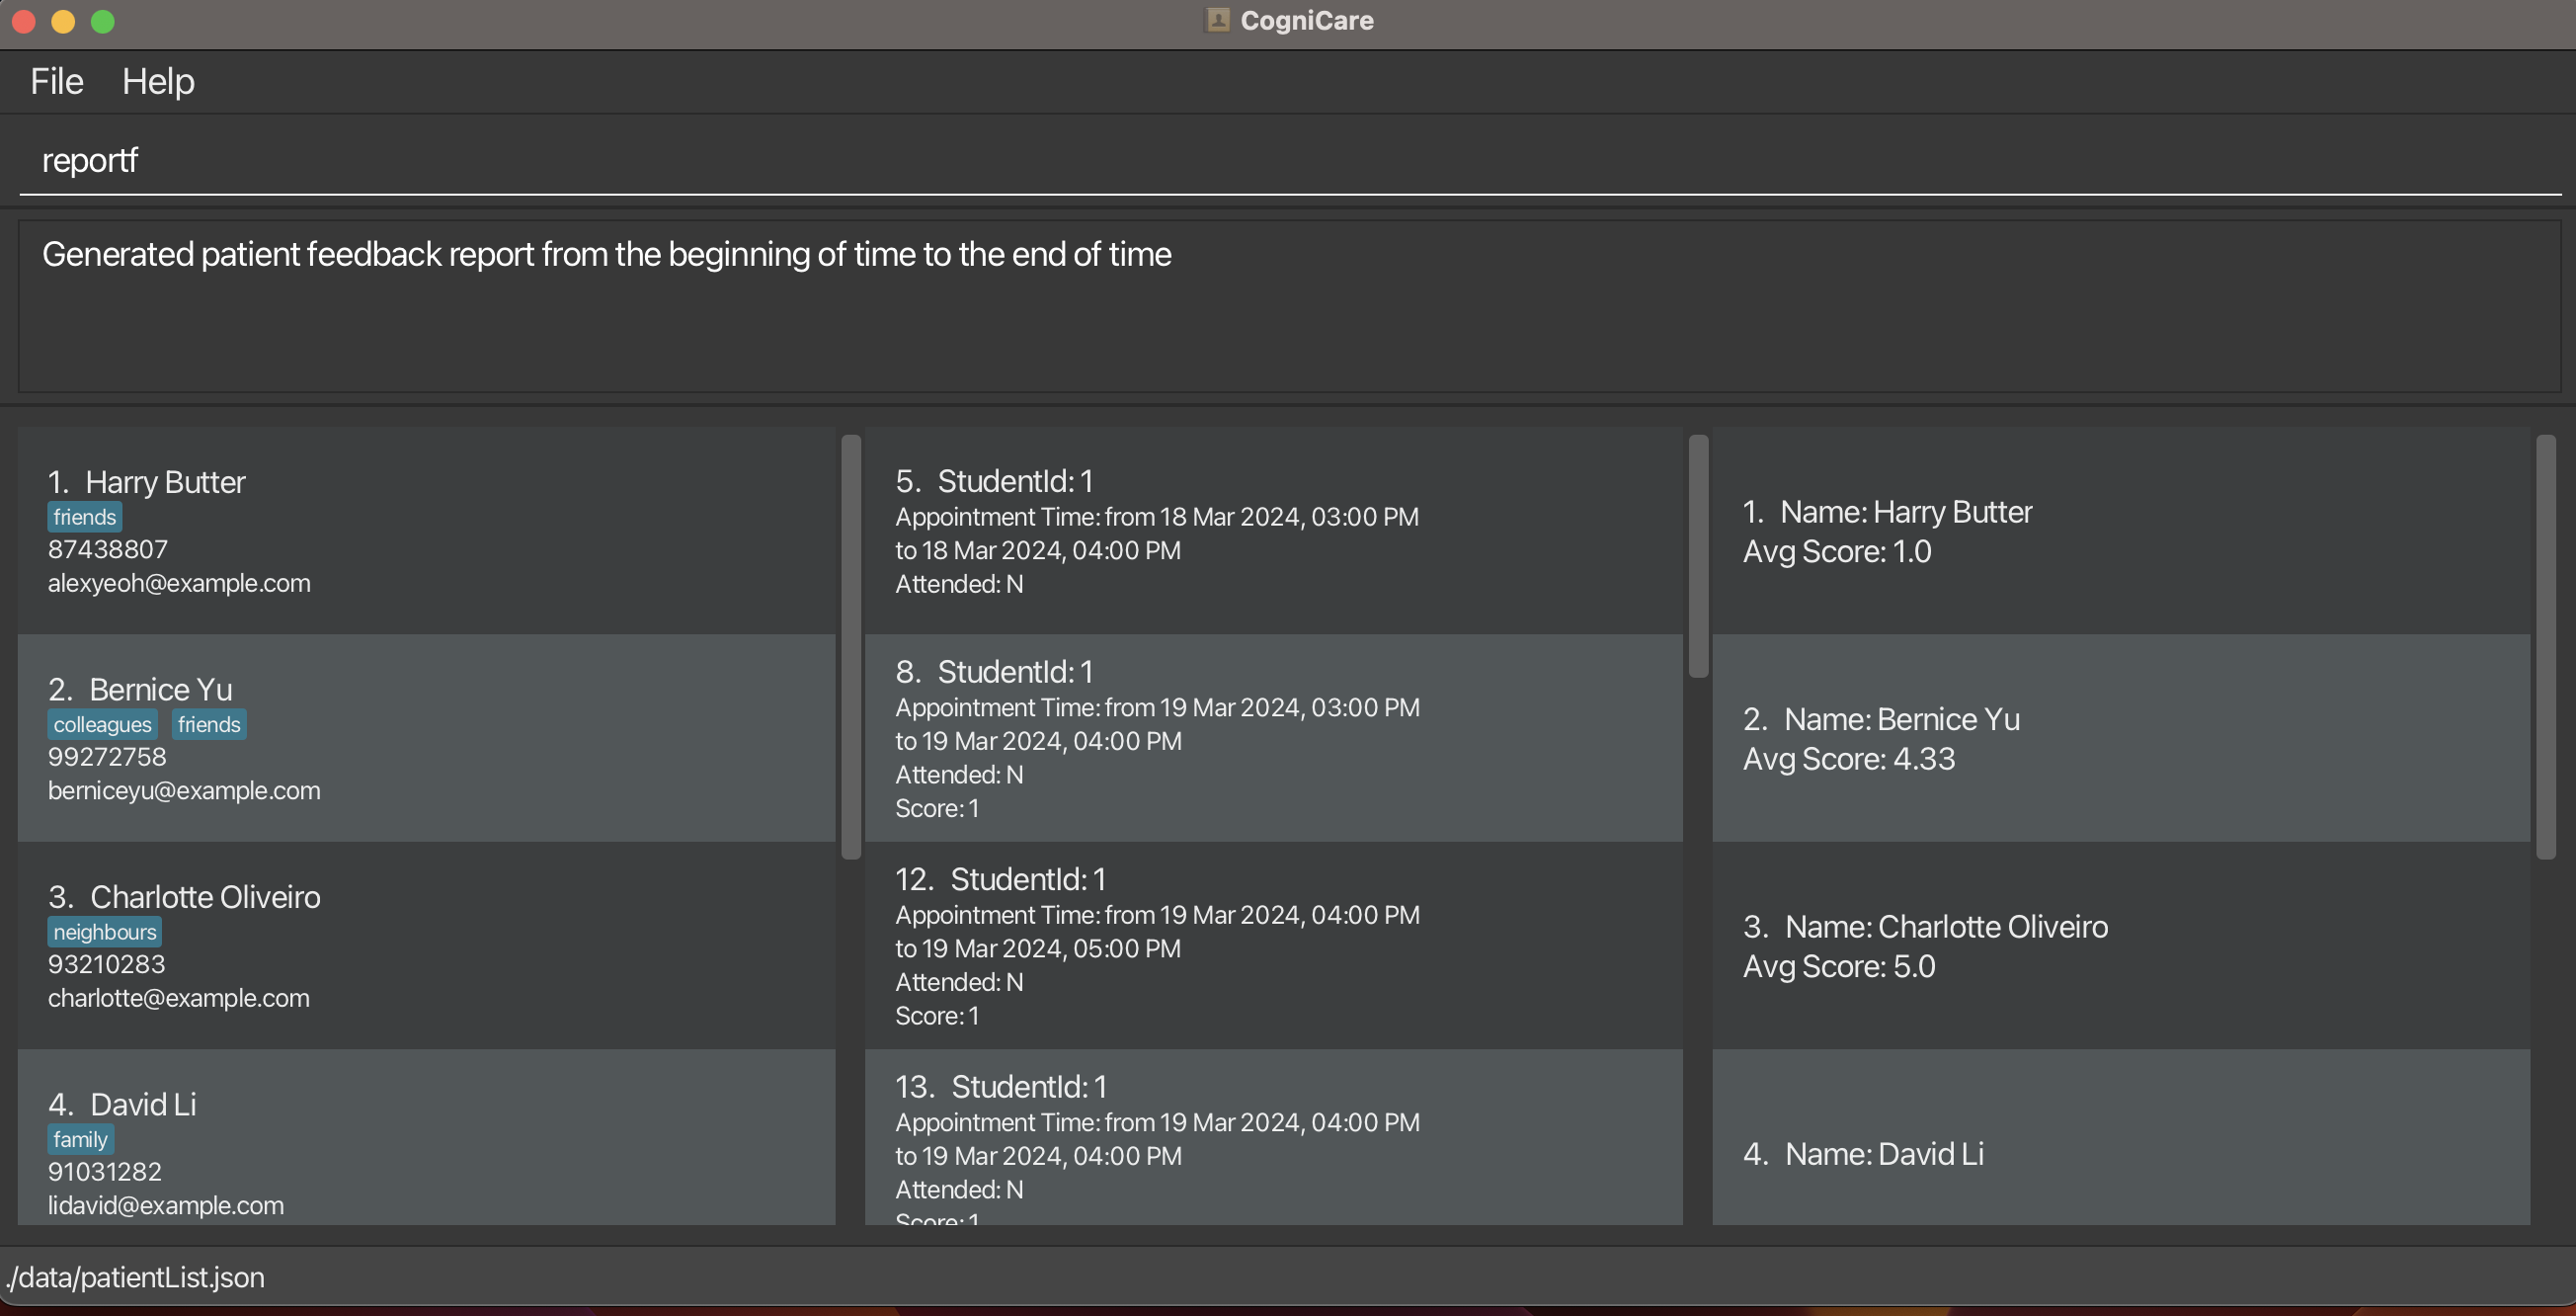 CogniCare
File Help
reportf
Generated patient feedback report from the beginning of time to the end of time
1. Harry Butter
friends
87438807
alexyeoh@example.com
2. Bernice Yu
colleagues friends
99272758
berniceyu@example.com
3. Charlotte Oliveiro
neighbours
93210283
charlotte@example.com
4. David Li
family
91031282
lidavid@example.com
5. StudentId: 1
Appointment Time: from 18 Mar 2024, 03:00 PM
to 18 Mar 2024, 04:00 PM
Attended: N
8. StudentId: 1
Appointment Time: from 19 Mar 2024, 03:00 PM
to 19 Mar 2024, 04:00 PM
Attended: N
Score: 1
12. StudentId: 1
Appointment Time: from 19 Mar 2024, 04:00 PM
to 19 Mar 2024, 05:00 PM
Attended: N
Score: 1
13. StudentId: 1
Appointment Time: from 19 Mar 2024, 04:00 PM
to 19 Mar 2024, 04:00 PM
Attended: N
Score: 1
1. Name: Harry Butter
Avg Score: 1.0
2. Name: Bernice Yu
Avg Score: 4.33
3. Name: Charlotte Oliveiro
Avg Score: 5.0
4. Name: David Li
./data/patientList.json